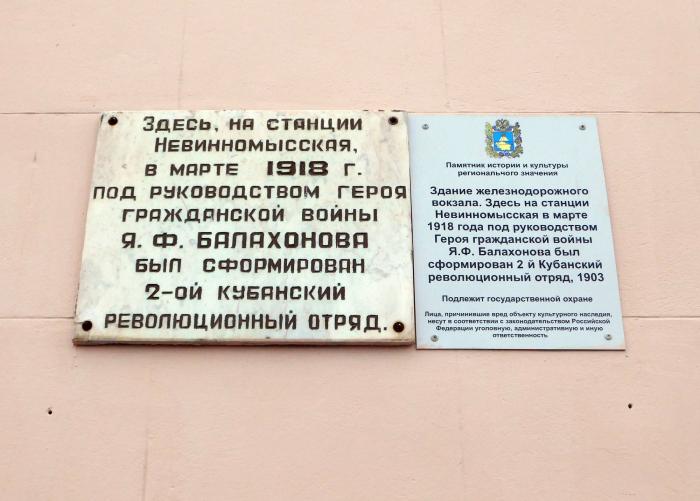 Здесь, на станции
Невинномысская,
в марте 1918 г.
под руководством героя
гражданской войны
Я. Ф. Балахонова
был сформирован
2-ой Кубанский
революционный отряд.
Памятник истории и культуры
регионального значения
Здание железнодорожного
вокзала. Здесь на станции
Невинномысская в марте
1918 года под руководством
Героя гражданской войны
Я.Ф. Балахонова был
сформирован 2 й Кубанский
революционный отряд, 1903
Подлежит государственной охране
Лица, причинившие вред объекту культурного наследия,
несут в соответствии с законодательством Российской
Федерации уголовную, административную и иную
ответственность